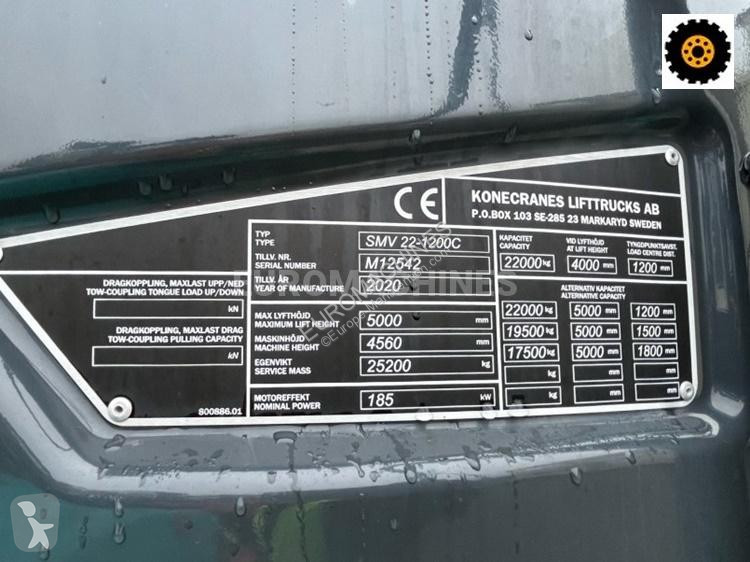 CE
KONECRANES LIFTTRUCKS AB
P.O.BOX 103 SE-285 23 MARKARYD SWEDEN
TYP
TYPE
SMV 22-1200C
TILLV. NR.
SERIAL NUMBER
M12542
TILLV. ÅR
YEAR OF MANUFACTURE
2020
MAX LYFTHÖJD
MAXIMUM LIFT HEIGHT
5000 mm
MASKINHÖJD
MACHINE HEIGHT
4560 mm
EGENVIKT
SERVICE MASS
25200 kg
MOTOREFFEKT
NOMINAL POWER
185 kW
KAPACITET
CAPACITY
22000 kg
VID LYFTHÖJD
AT LIFT HEIGHT
4000 mm
TYNGDPUNKTSAVST.
LOAD CENTRE DIST.
1200 mm
ALTERNATIV KAPACITET
ALTERNATIVE CAPACITY
22000 kg 5000 mm 1200 mm
19500 kg 5000 mm 1500 mm
17500 kg 5000 mm 1800 mm
kg mm mm
DRAGKOPPLING, MAXLAST UPP/NED
TOW-COUPLING TONGUE LOAD UP/DOWN
kN
DRAGKOPPLING, MAXLAST DRAG
TOW-COUPLING PULLING CAPACITY
kN
800886.01
EUROMACHINES